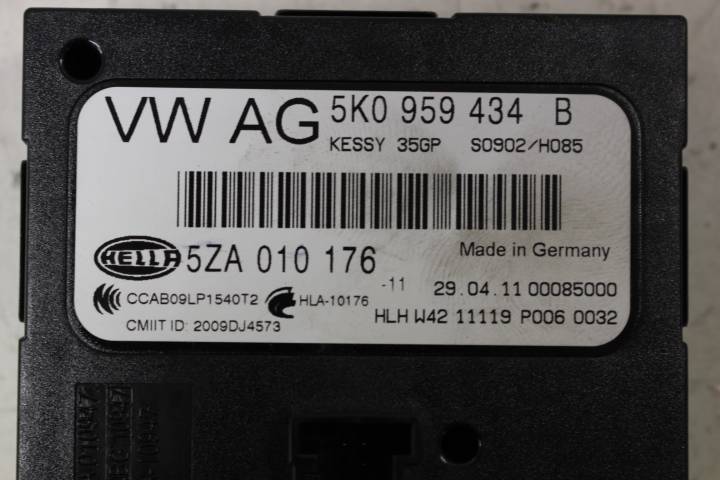 VW AG 5K0 959 434 B
KESSY 35GP S0902/H085
HELLA 5ZA 010 176
-11
Made in Germany
29.04.11 00085000
CCAB09LP1540T2 HLA-10176
CMIIT ID: 2009DJ4573
HLH W42 11119 P006 0032